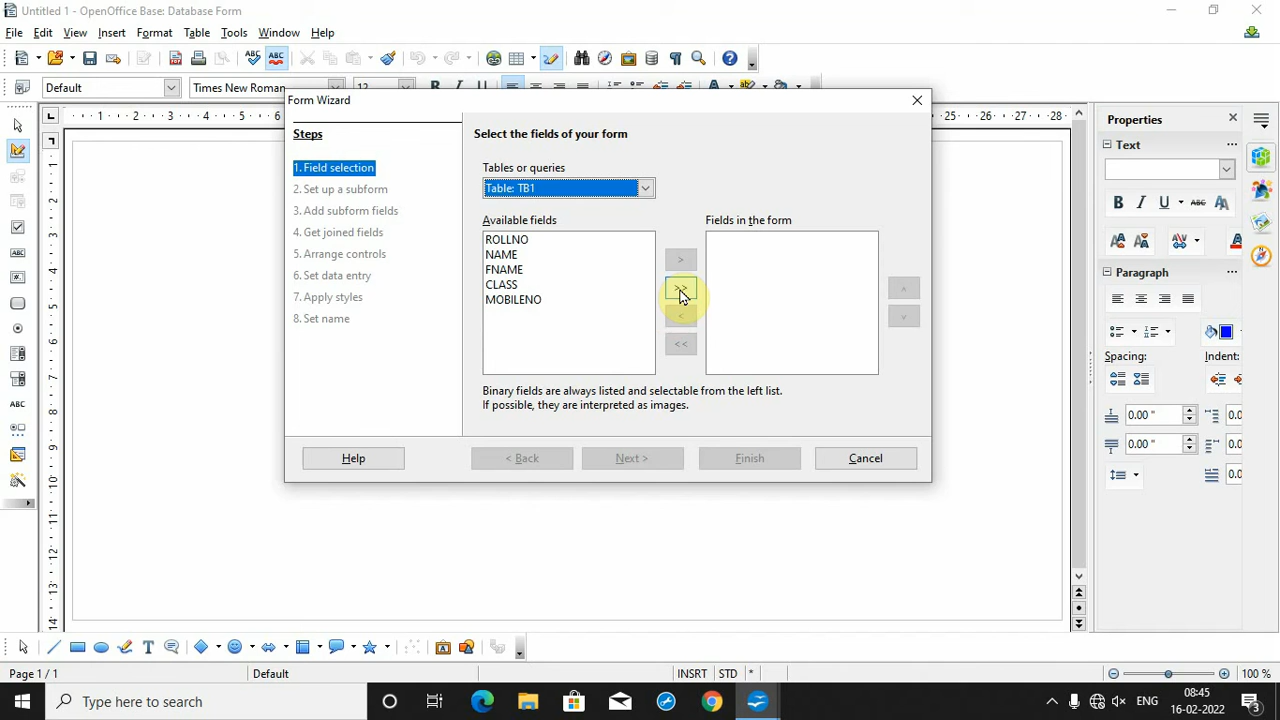 Untitled 1 - OpenOffice Base: Database Form
File Edit View Insert Format Table Tools Window Help
Default Times New Roman 12
Form Wizard
Steps
1. Field selection
2. Set up a subform
3. Add subform fields
4. Get joined fields
5. Arrange controls
6. Set data entry
7. Apply styles
8. Set name
Select the fields of your form
Tables or queries
Table: TB1
Available fields
ROLLNO
NAME
FNAME
CLASS
MOBILENO
>
>>
<
<<
Fields in the form
^
v
Binary fields are always listed and selectable from the left list.
If possible, they are interpreted as images.
Help
< Back
Next >
Finish
Cancel
Properties
Text
B I U ABC
Paragraph
Spacing: Indent:
0.00 "
0.00 "
Page 1 / 1 Default INSRT STD * 100 %
Type here to search
ENG
08:45
16-02-2022
3